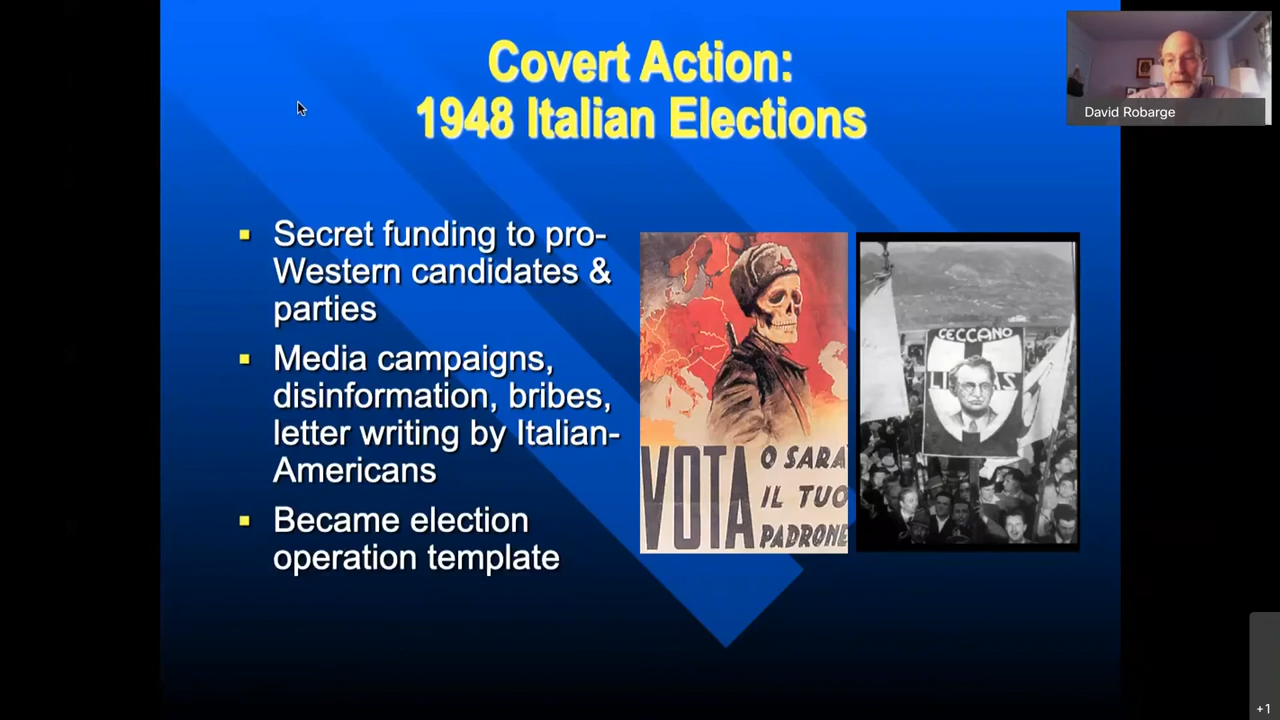 Covert Action:
1948 Italian Elections
David Robarge
Secret funding to pro-
Western candidates &
parties
Media campaigns,
disinformation, bribes,
letter writing by Italian-
Americans
Became election
operation template
VOTA
O SARA'
IL TUO
PADRONE
CECCANO
+1